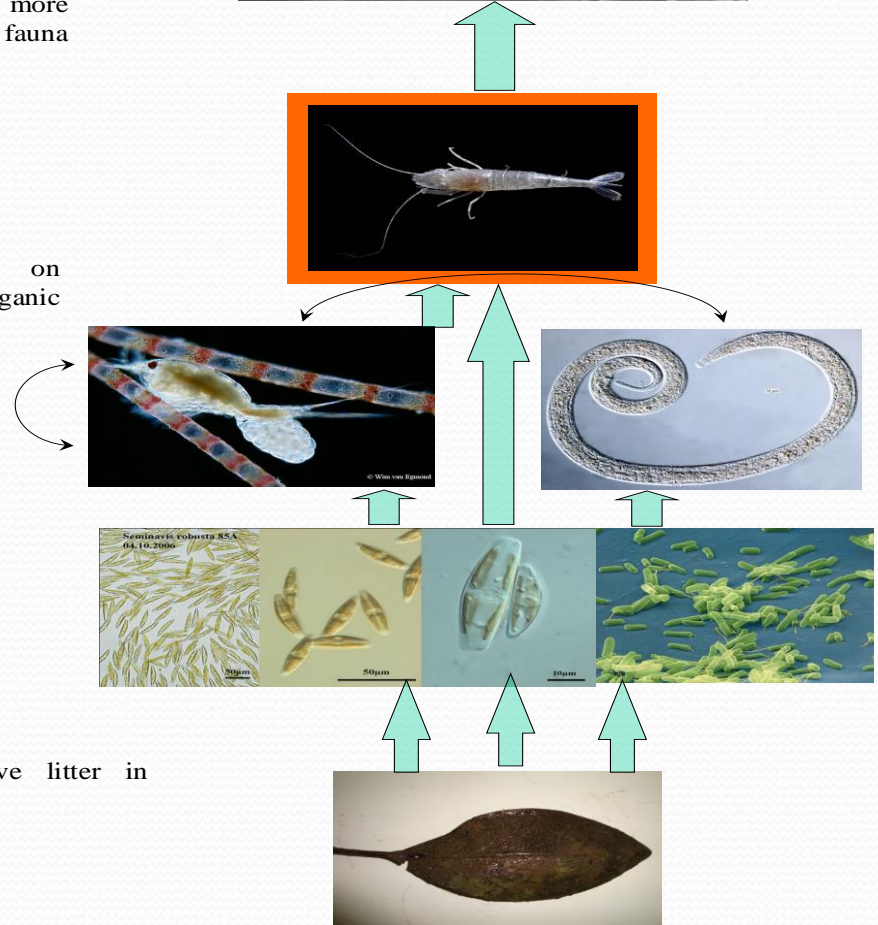 more
fauna
on
ganic
© Wim van Egmond
Seminavis robusta 85A
04.10.2006
50µm
50µm
10µm
ve litter in